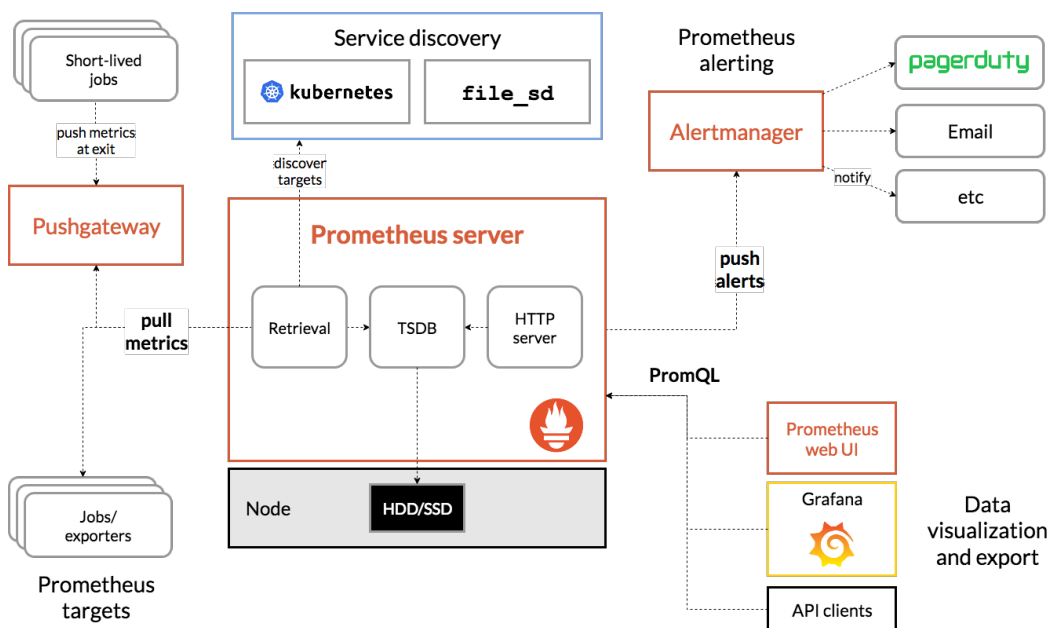 Short-lived
jobs
push metrics
at exit
Pushgateway
Service discovery
kubernetes
file_sd
discover
targets
Prometheus
alerting
Alertmanager
pagerduty
Email
notify
etc
Prometheus server
push
alerts
pull
metrics
Retrieval
TSDB
HTTP
server
PromQL
Node
HDD/SSD
Jobs/
exporters
Prometheus
targets
Prometheus
web UI
Grafana
API clients
Data
visualization
and export